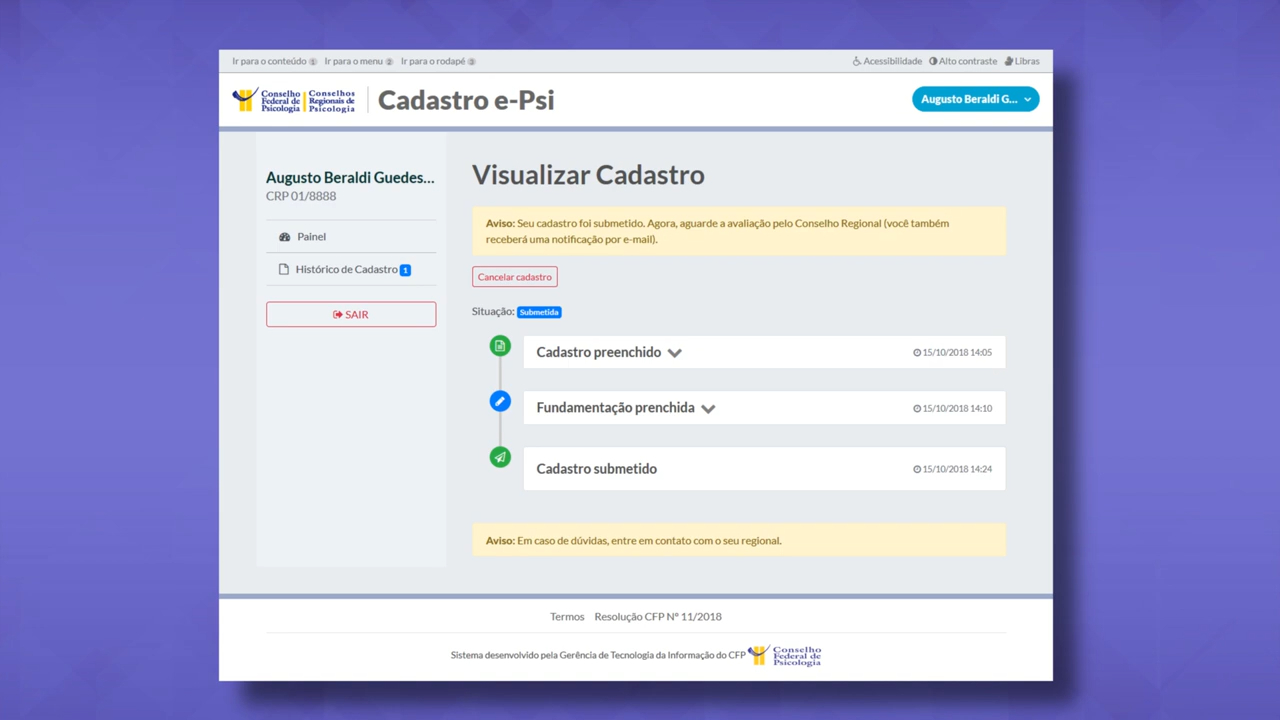 Ir para o conteúdo 1 Ir para o menu 2 Ir para o rodapé 3
Acessibilidade Alto contraste Libras
Conselho Federal de Psicologia Conselhos Regionais de Psicologia
Cadastro e-Psi
Augusto Beraldi G...
Augusto Beraldi Guedes...
CRP 01/8888
Painel
Histórico de Cadastro 1
SAIR
Visualizar Cadastro
Aviso: Seu cadastro foi submetido. Agora, aguarde a avaliação pelo Conselho Regional (você também
receberá uma notificação por e-mail).
Cancelar cadastro
Situação: Submetida
Cadastro preenchido 15/10/2018 14:05
Fundamentação prenchida 15/10/2018 14:10
Cadastro submetido 15/10/2018 14:24
Aviso: Em caso de dúvidas, entre em contato com o seu regional.
Termos Resolução CFP Nº 11/2018
Sistema desenvolvido pela Gerência de Tecnologia da Informação do CFP Conselho Federal de Psicologia